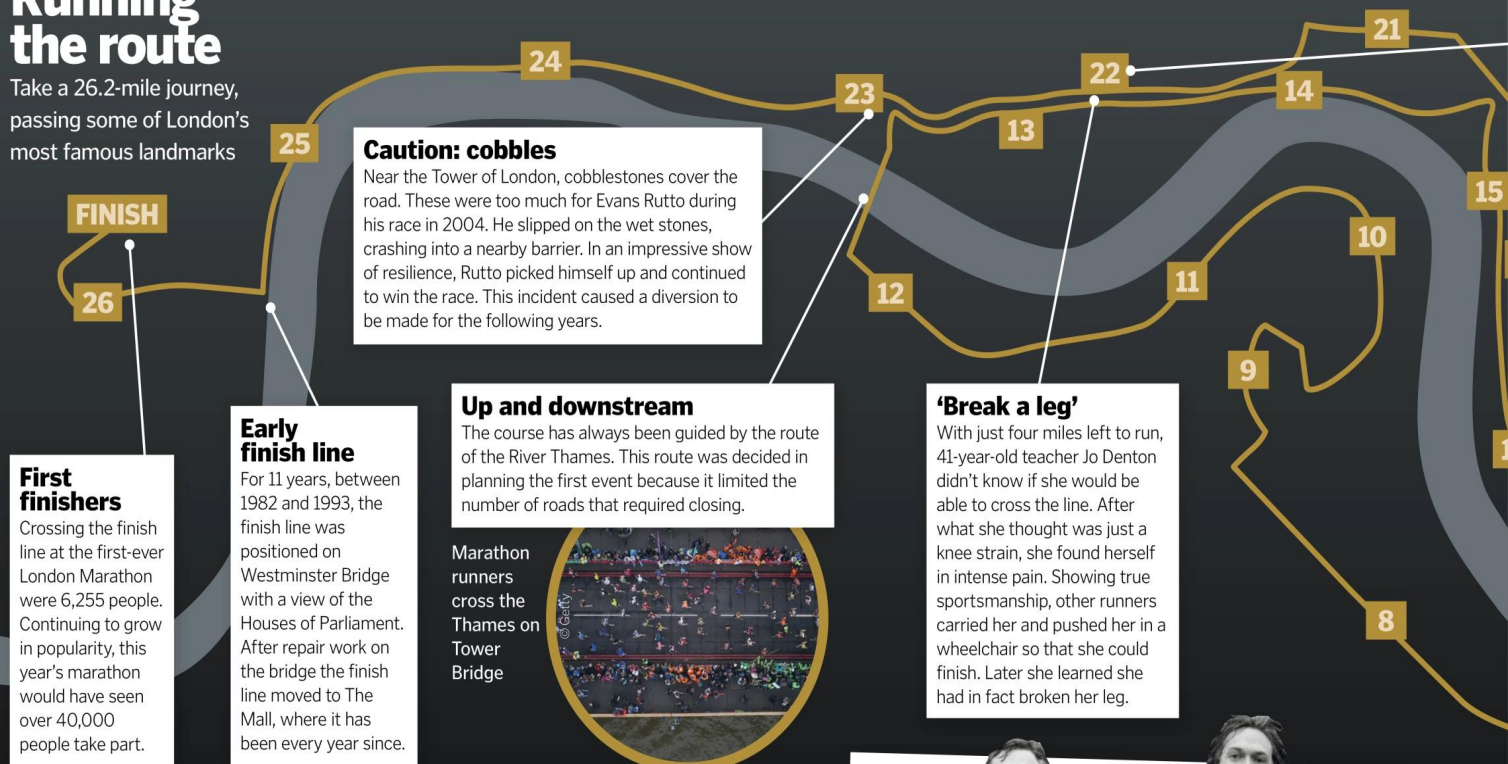 Running
the route
Take a 26.2-mile journey,
passing some of London's
most famous landmarks
FINISH
26
25
24
23
22
21
14
13
15
12
11
10
9
8
Caution: cobbles
Near the Tower of London, cobblestones cover the
road. These were too much for Evans Rutto during
his race in 2004. He slipped on the wet stones,
crashing into a nearby barrier. In an impressive show
of resilience, Rutto picked himself up and continued
to win the race. This incident caused a diversion to
be made for the following years.
First
finishers
Crossing the finish
line at the first-ever
London Marathon
were 6,255 people.
Continuing to grow
in popularity, this
year's marathon
would have seen
over 40,000
people take part.
Early
finish line
For 11 years, between
1982 and 1993, the
finish line was
positioned on
Westminster Bridge
with a view of the
Houses of Parliament.
After repair work on
the bridge the finish
line moved to The
Mall, where it has
been every year since.
Up and downstream
The course has always been guided by the route
of the River Thames. This route was decided in
planning the first event because it limited the
number of roads that required closing.
Marathon
runners
cross the
Thames on
Tower
Bridge
© Getty
'Break a leg'
With just four miles left to run,
41-year-old teacher Jo Denton
didn't know if she would be
able to cross the line. After
what she thought was just a
knee strain, she found herself
in intense pain. Showing true
sportsmanship, other runners
carried her and pushed her in a
wheelchair so that she could
finish. Later she learned she
had in fact broken her leg.